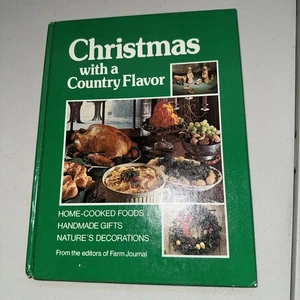 Christmas
with a
Country Flavor
HOME-COOKED FOODS
HANDMADE GIFTS
NATURE'S DECORATIONS
From the editors of Farm Journal